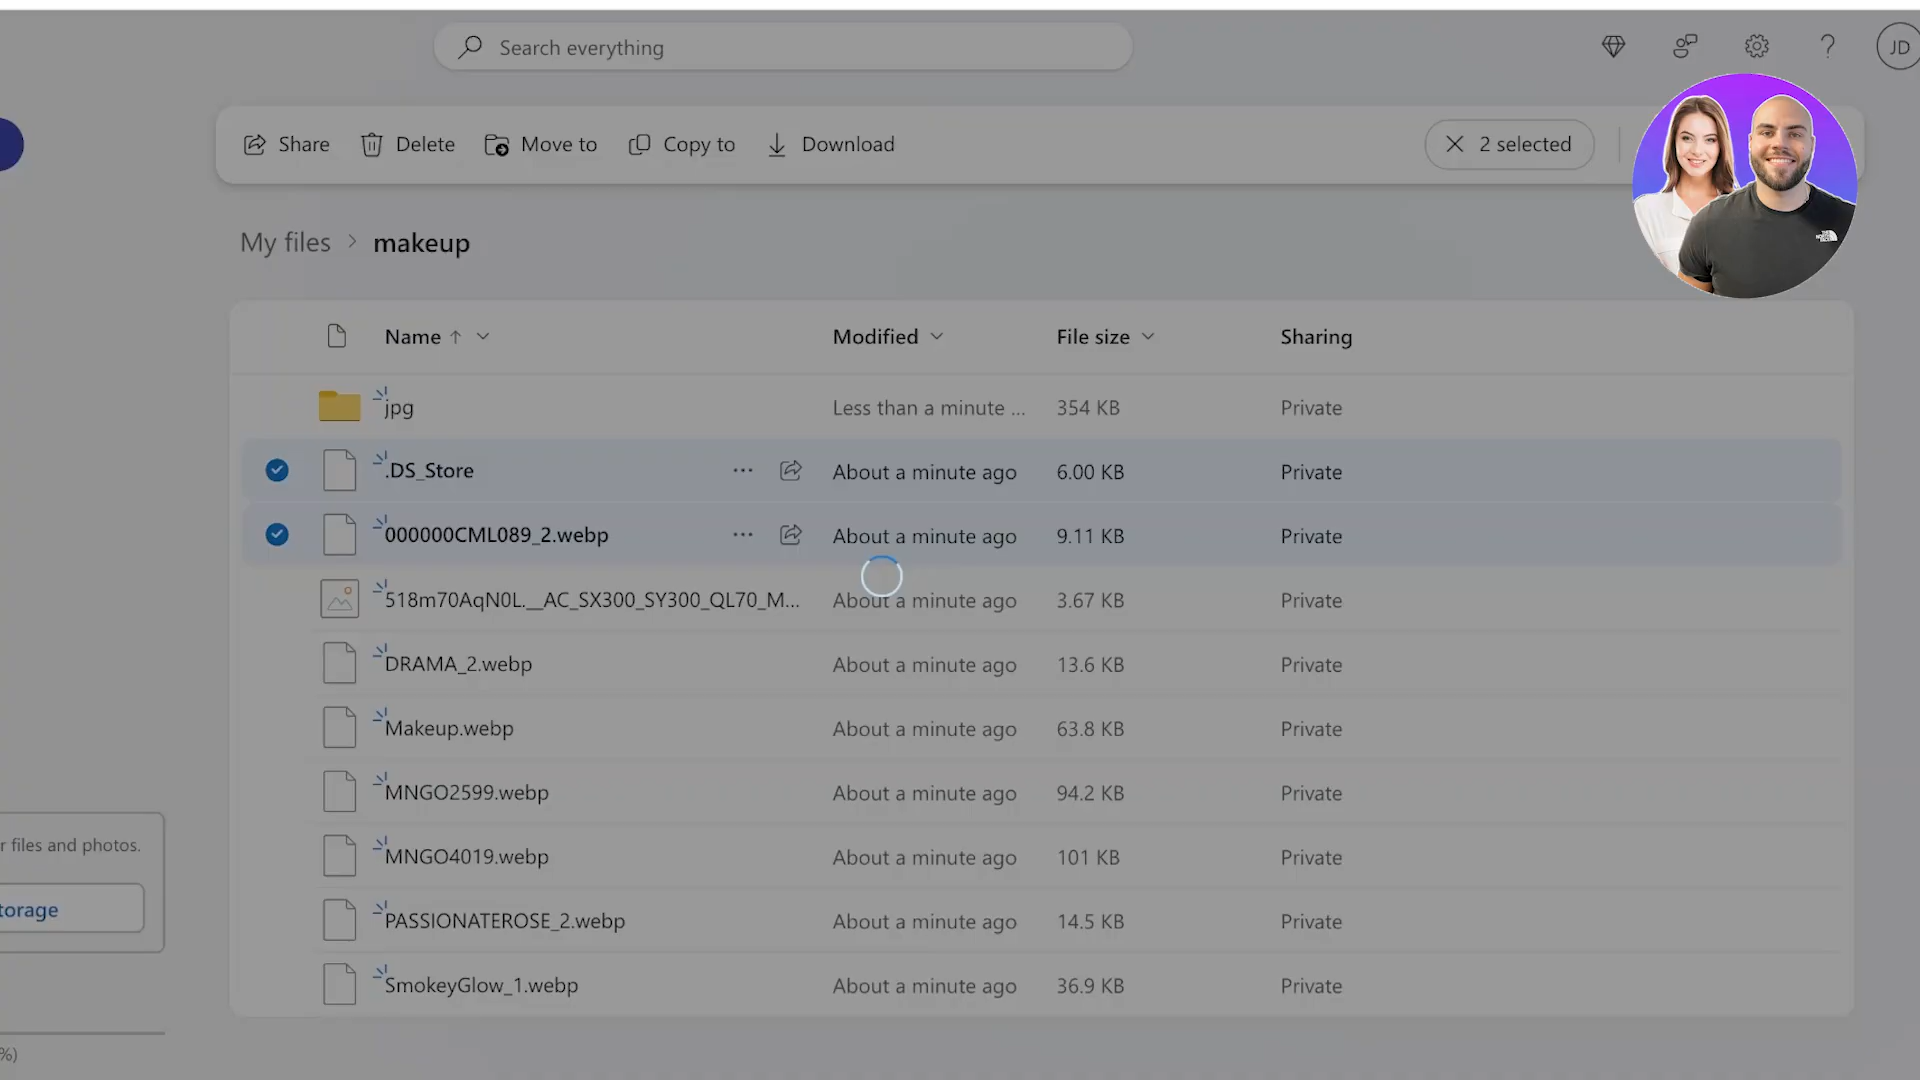 Search everything
JD
Share Delete Move to Copy to Download 2 selected
My files > makeup
Name Modified File size Sharing
jpg Less than a minute ... 354 KB Private
.DS_Store ... About a minute ago 6.00 KB Private
000000CML089_2.webp ... About a minute ago 9.11 KB Private
518m70AqN0L.__AC_SX300_SY300_QL70_M... About a minute ago 3.67 KB Private
DRAMA_2.webp About a minute ago 13.6 KB Private
Makeup.webp About a minute ago 63.8 KB Private
MNGO2599.webp About a minute ago 94.2 KB Private
MNGO4019.webp About a minute ago 101 KB Private
r files and photos.
PASSIONATEROSE_2.webp About a minute ago 14.5 KB Private
torage
SmokeyGlow_1.webp About a minute ago 36.9 KB Private
%)